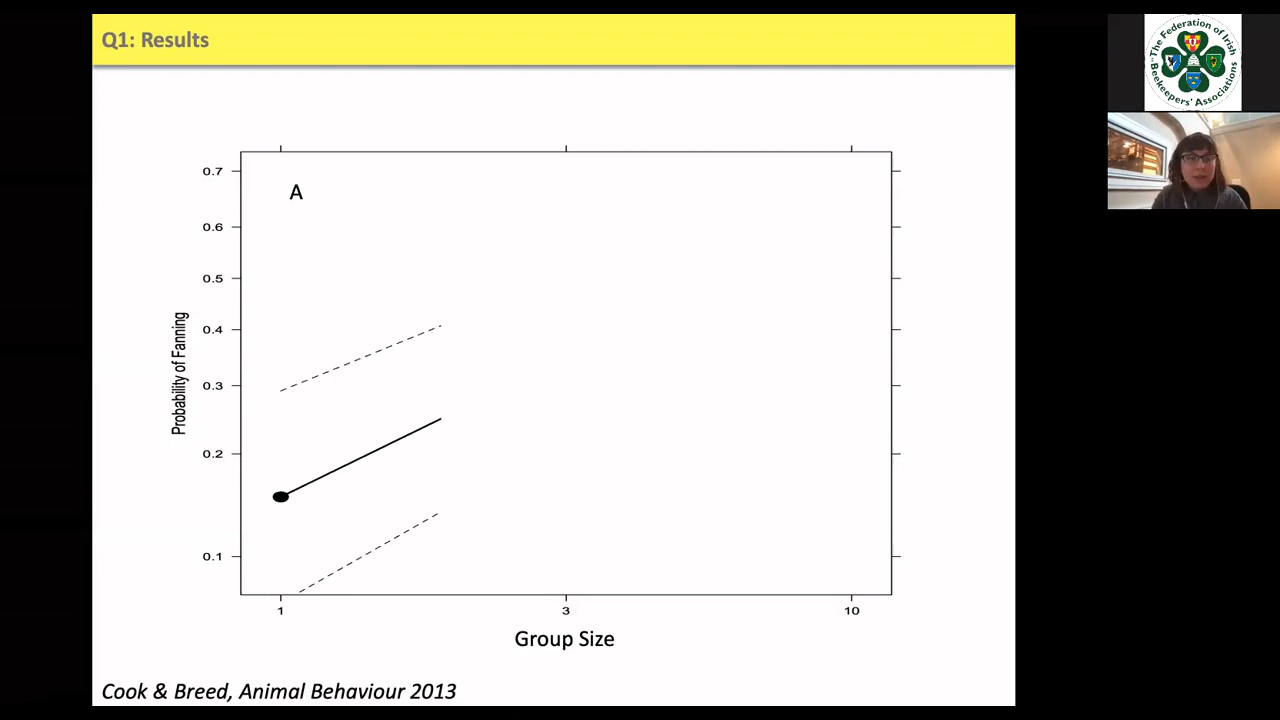 Q1: Results
The Federation of Irish
Beekeepers' Associations
A
0.7
0.6
0.5
0.4
0.3
0.2
0.1
Probability of Fanning
1
3
10
Group Size
Cook & Breed, Animal Behaviour 2013